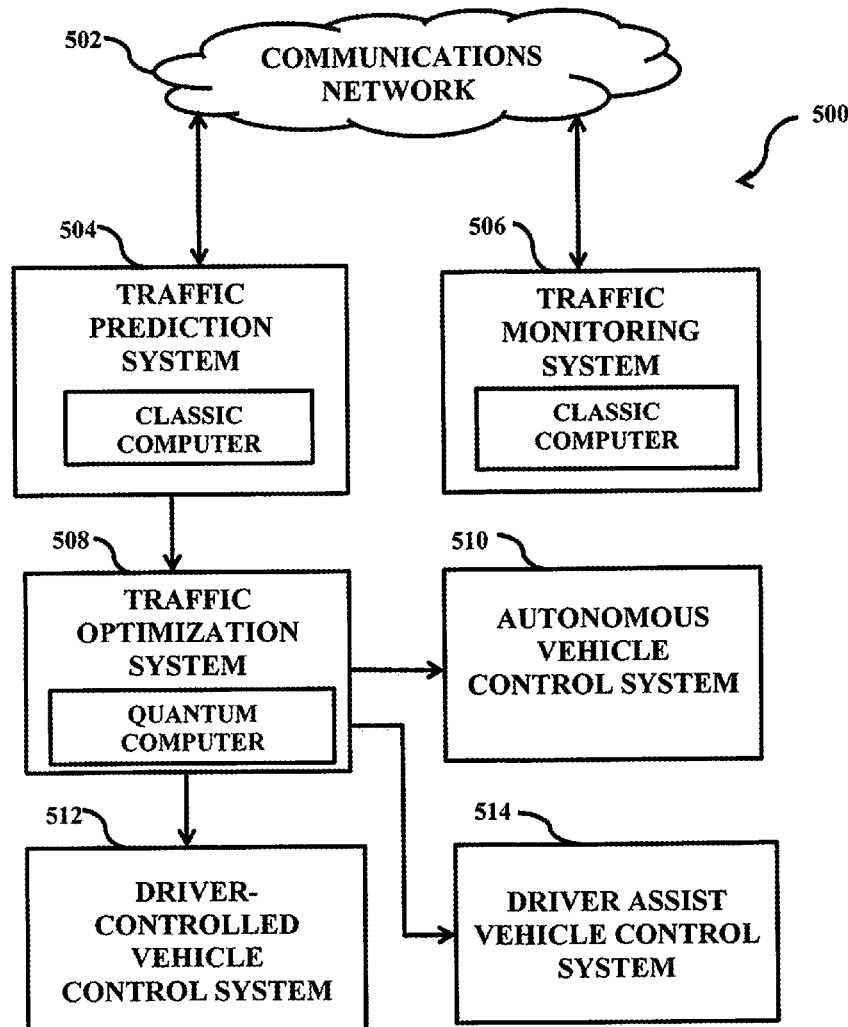 502
COMMUNICATIONS
NETWORK
500
504
506
TRAFFIC
PREDICTION
SYSTEM
CLASSIC
COMPUTER
TRAFFIC
MONITORING
SYSTEM
CLASSIC
COMPUTER
508
510
TRAFFIC
OPTIMIZATION
SYSTEM
QUANTUM
COMPUTER
AUTONOMOUS
VEHICLE
CONTROL SYSTEM
512
514
DRIVER-
CONTROLLED
VEHICLE
CONTROL SYSTEM
DRIVER ASSIST
VEHICLE CONTROL
SYSTEM